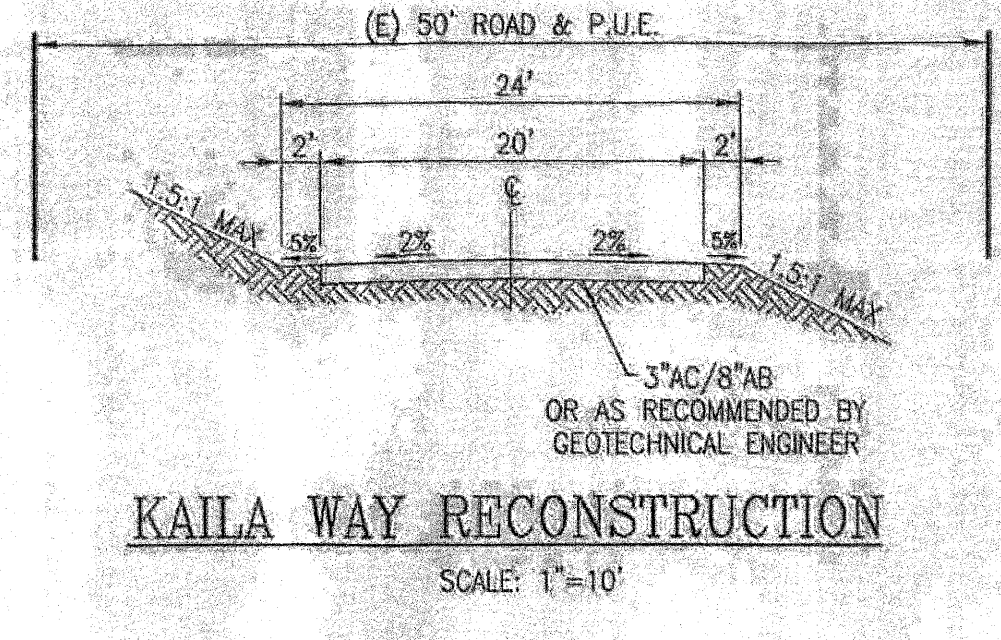 (E) 50' ROAD & P.U.E.
24'
2' 20' 2'
℄
1.5:1 MAX 5% 2% 2% 5% 1.5:1 MAX
3"AC/8"AB
OR AS RECOMMENDED BY
GEOTECHNICAL ENGINEER
KAILA WAY RECONSTRUCTION
SCALE: 1"=10'